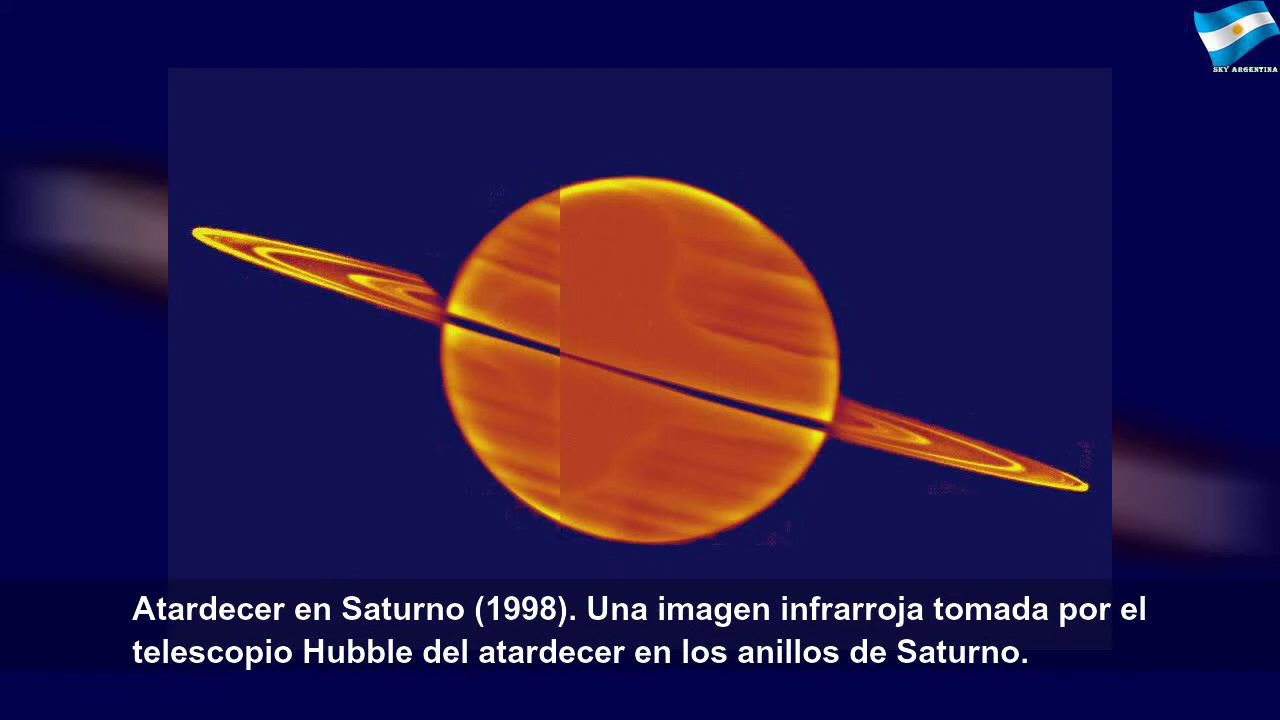 SKY ARGENTINA
Atardecer en Saturno (1998). Una imagen infrarroja tomada por el
telescopio Hubble del atardecer en los anillos de Saturno.